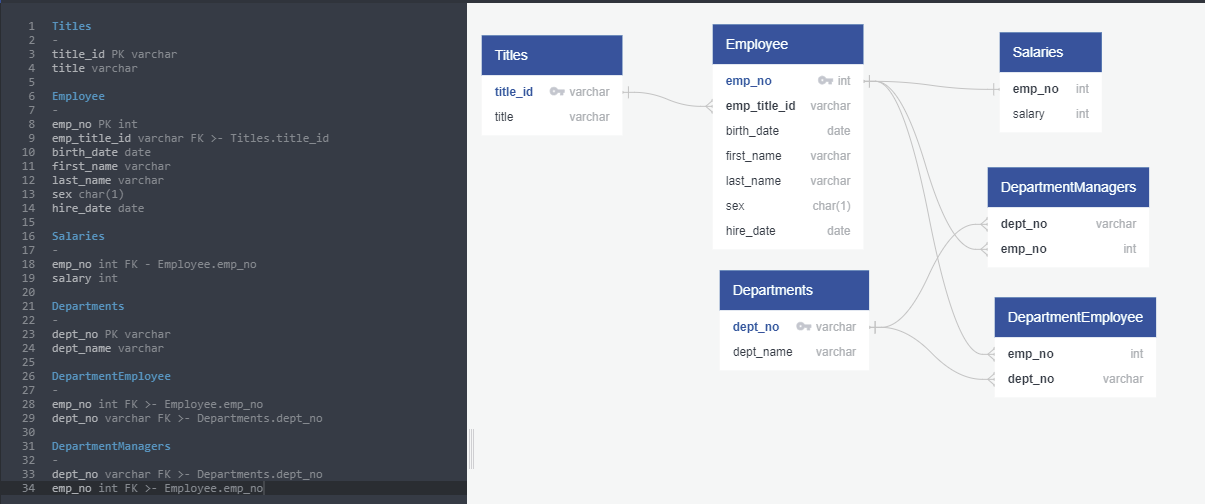 1 Titles
2 -
3 title_id PK varchar
4 title varchar
5
6 Employee
7 -
8 emp_no PK int
9 emp_title_id varchar FK >- Titles.title_id
10 birth_date date
11 first_name varchar
12 last_name varchar
13 sex char(1)
14 hire_date date
15
16 Salaries
17 -
18 emp_no int FK - Employee.emp_no
19 salary int
20
21 Departments
22 -
23 dept_no PK varchar
24 dept_name varchar
25
26 DepartmentEmployee
27 -
28 emp_no int FK >- Employee.emp_no
29 dept_no varchar FK >- Departments.dept_no
30
31 DepartmentManagers
32 -
33 dept_no varchar FK >- Departments.dept_no
34 emp_no int FK >- Employee.emp_no
Titles
title_id varchar
title varchar
Employee
emp_no int
emp_title_id varchar
birth_date date
first_name varchar
last_name varchar
sex char(1)
hire_date date
Salaries
emp_no int
salary int
DepartmentManagers
dept_no varchar
emp_no int
Departments
dept_no varchar
dept_name varchar
DepartmentEmployee
emp_no int
dept_no varchar